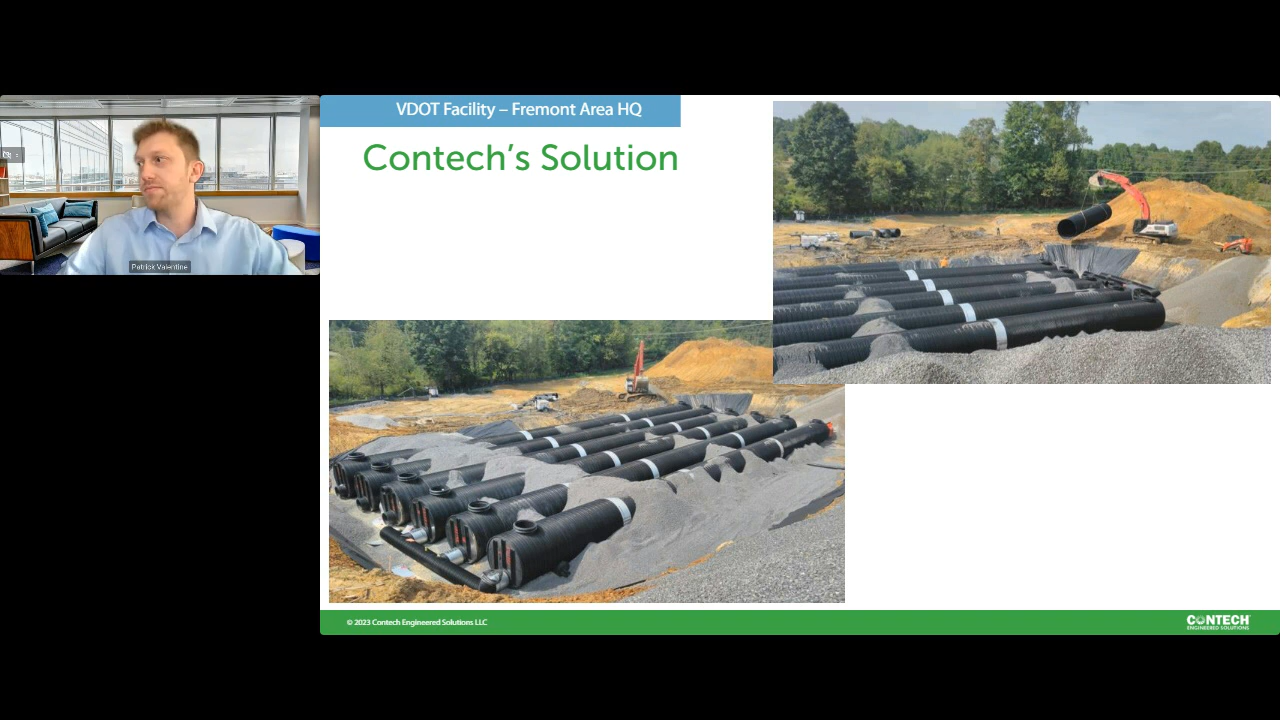 VDOT Facility – Fremont Area HQ
Contech's Solution
Patrick Valentine
© 2023 Contech Engineered Solutions LLC
CONTECH
ENGINEERED SOLUTIONS